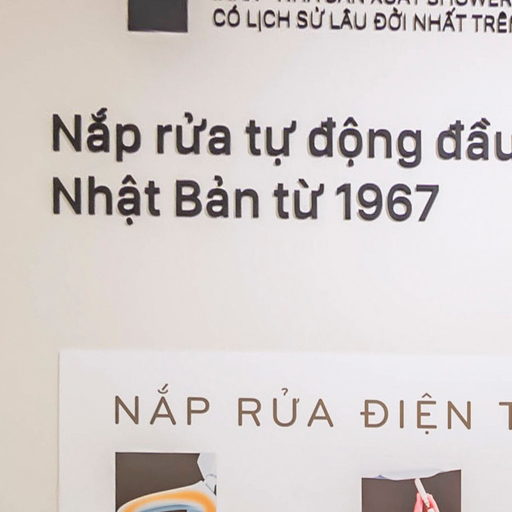 CÓ LỊCH SỬ LÂU ĐỜI NHẤT TRÊN
Nắp rửa tự động đầu
Nhật Bản từ 1967
NẮP RỬA ĐIỆN T